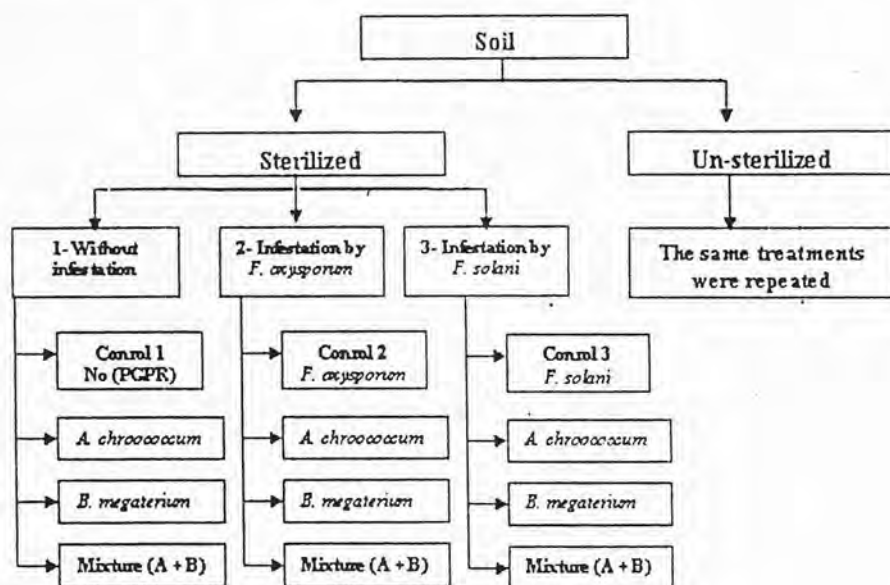 Soil
Sterilized
Un-sterilized
1- Without
infestation
2- Infestation by
F. oxysporum
3- Infestation by
F. solani
The same treatments
were repeated
Control 1
No (PGPR)
Control 2
F. oxysporum
Control 3
F. solani
A. chroococcum
A. chroococcum
A. chroococcum
B. megaterium
B. megaterium
B. megaterium
Mixture (A + B)
Mixture (A + B)
Mixture (A + B)